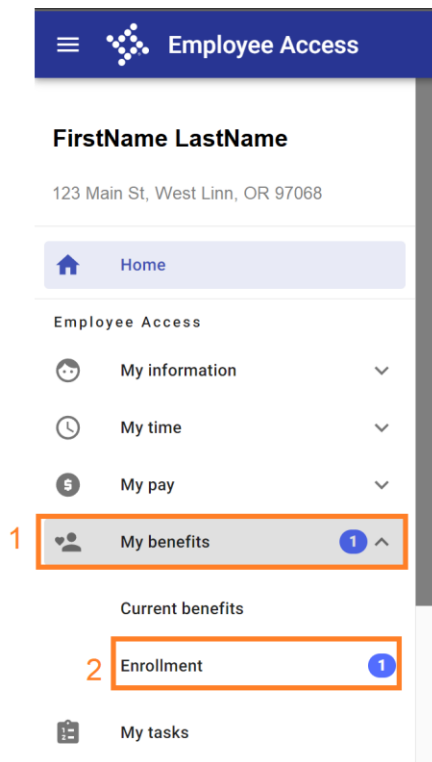 Employee Access
FirstName LastName
123 Main St, West Linn, OR 97068
Home
Employee Access
My information
My time
My pay
1 My benefits 1
Current benefits
2 Enrollment 1
My tasks